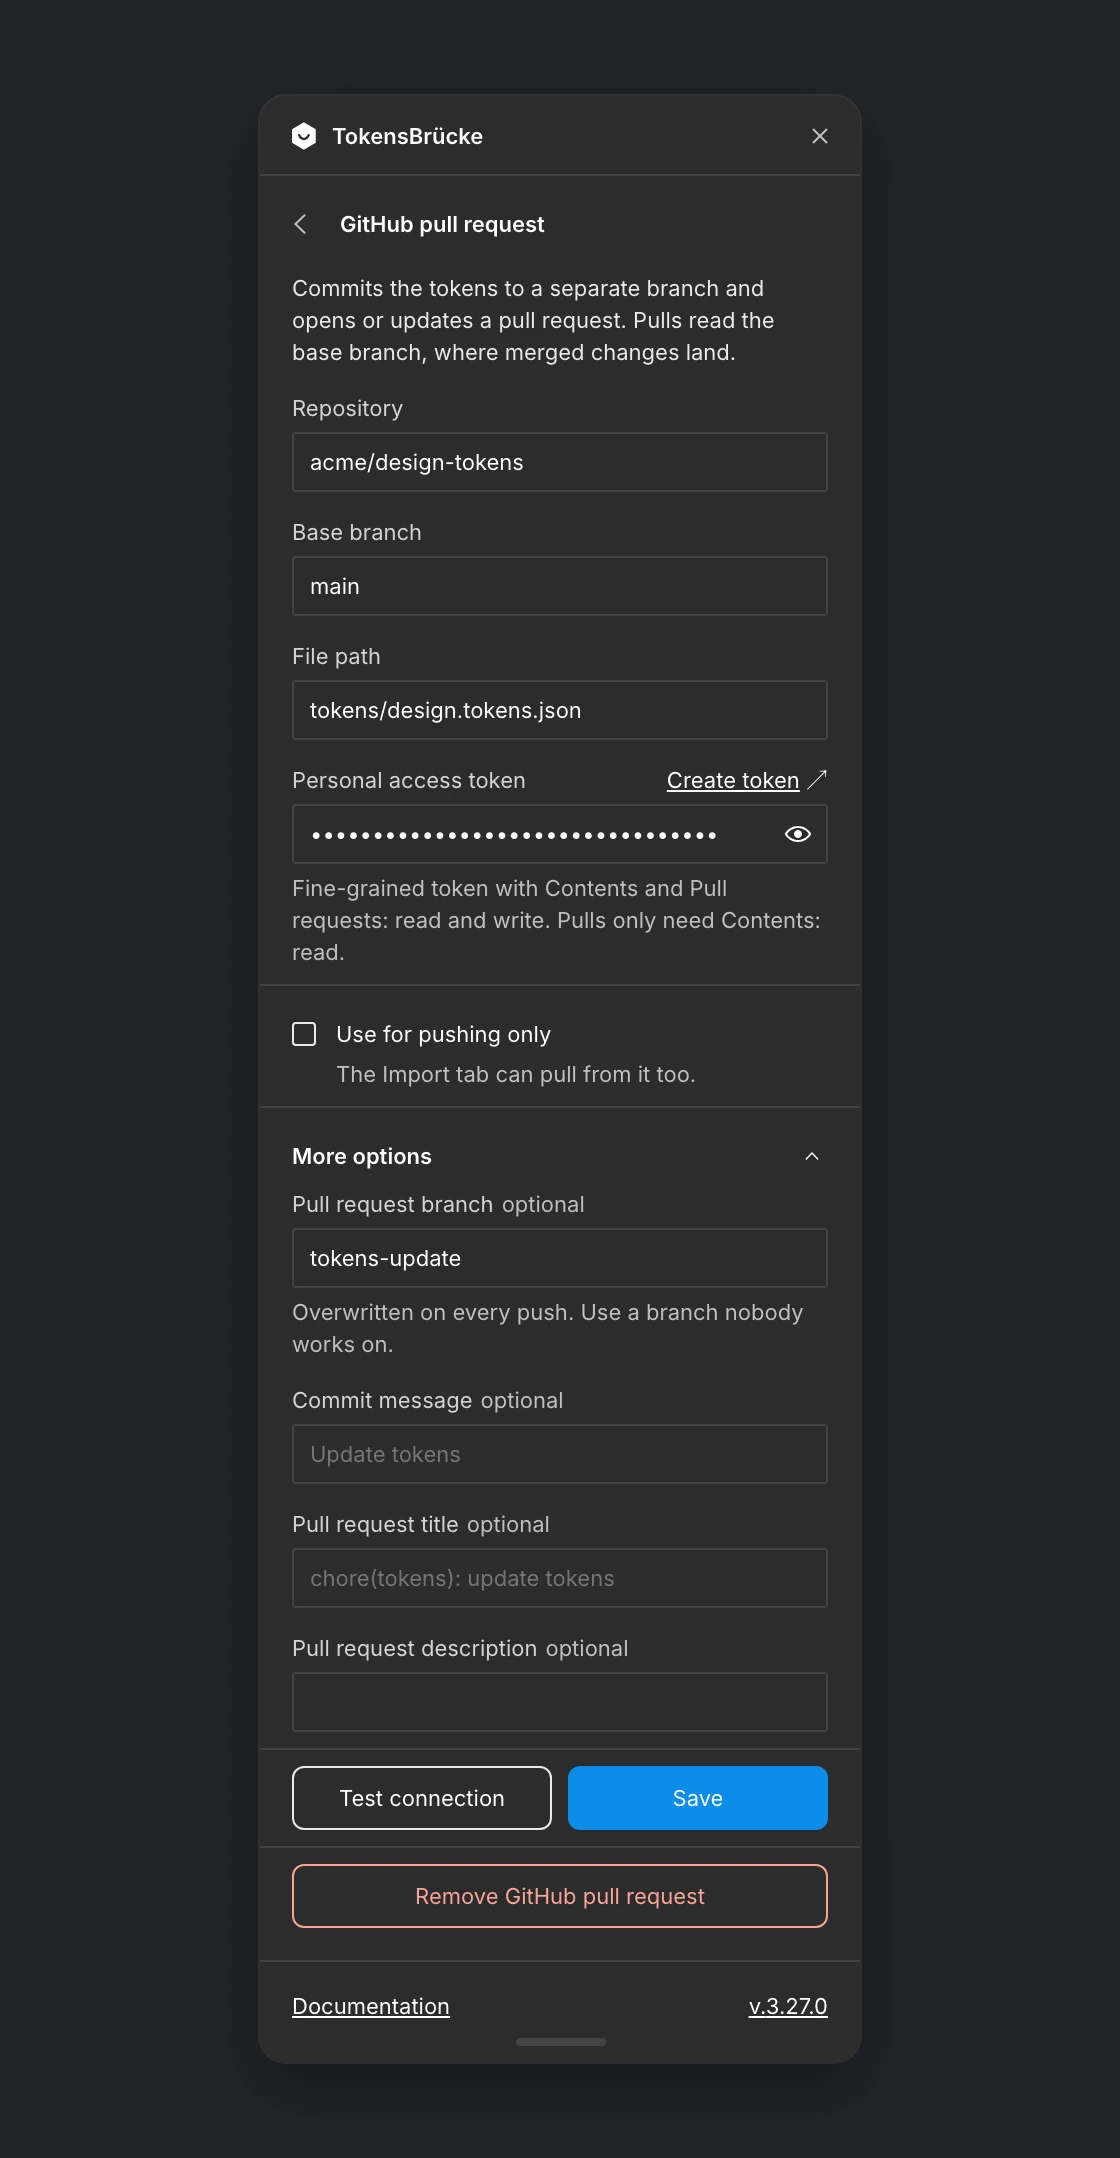 TokensBrücke
GitHub pull request
Commits the tokens to a separate branch and
opens or updates a pull request. Pulls read the
base branch, where merged changes land.
Repository
acme/design-tokens
Base branch
main
File path
tokens/design.tokens.json
Personal access token Create token
•••••••••••••••••••••••••••••••••
Fine-grained token with Contents and Pull
requests: read and write. Pulls only need Contents:
read.
Use for pushing only
The Import tab can pull from it too.
More options
Pull request branch optional
tokens-update
Overwritten on every push. Use a branch nobody
works on.
Commit message optional
Update tokens
Pull request title optional
chore(tokens): update tokens
Pull request description optional
Test connection Save
Remove GitHub pull request
Documentation v.3.27.0